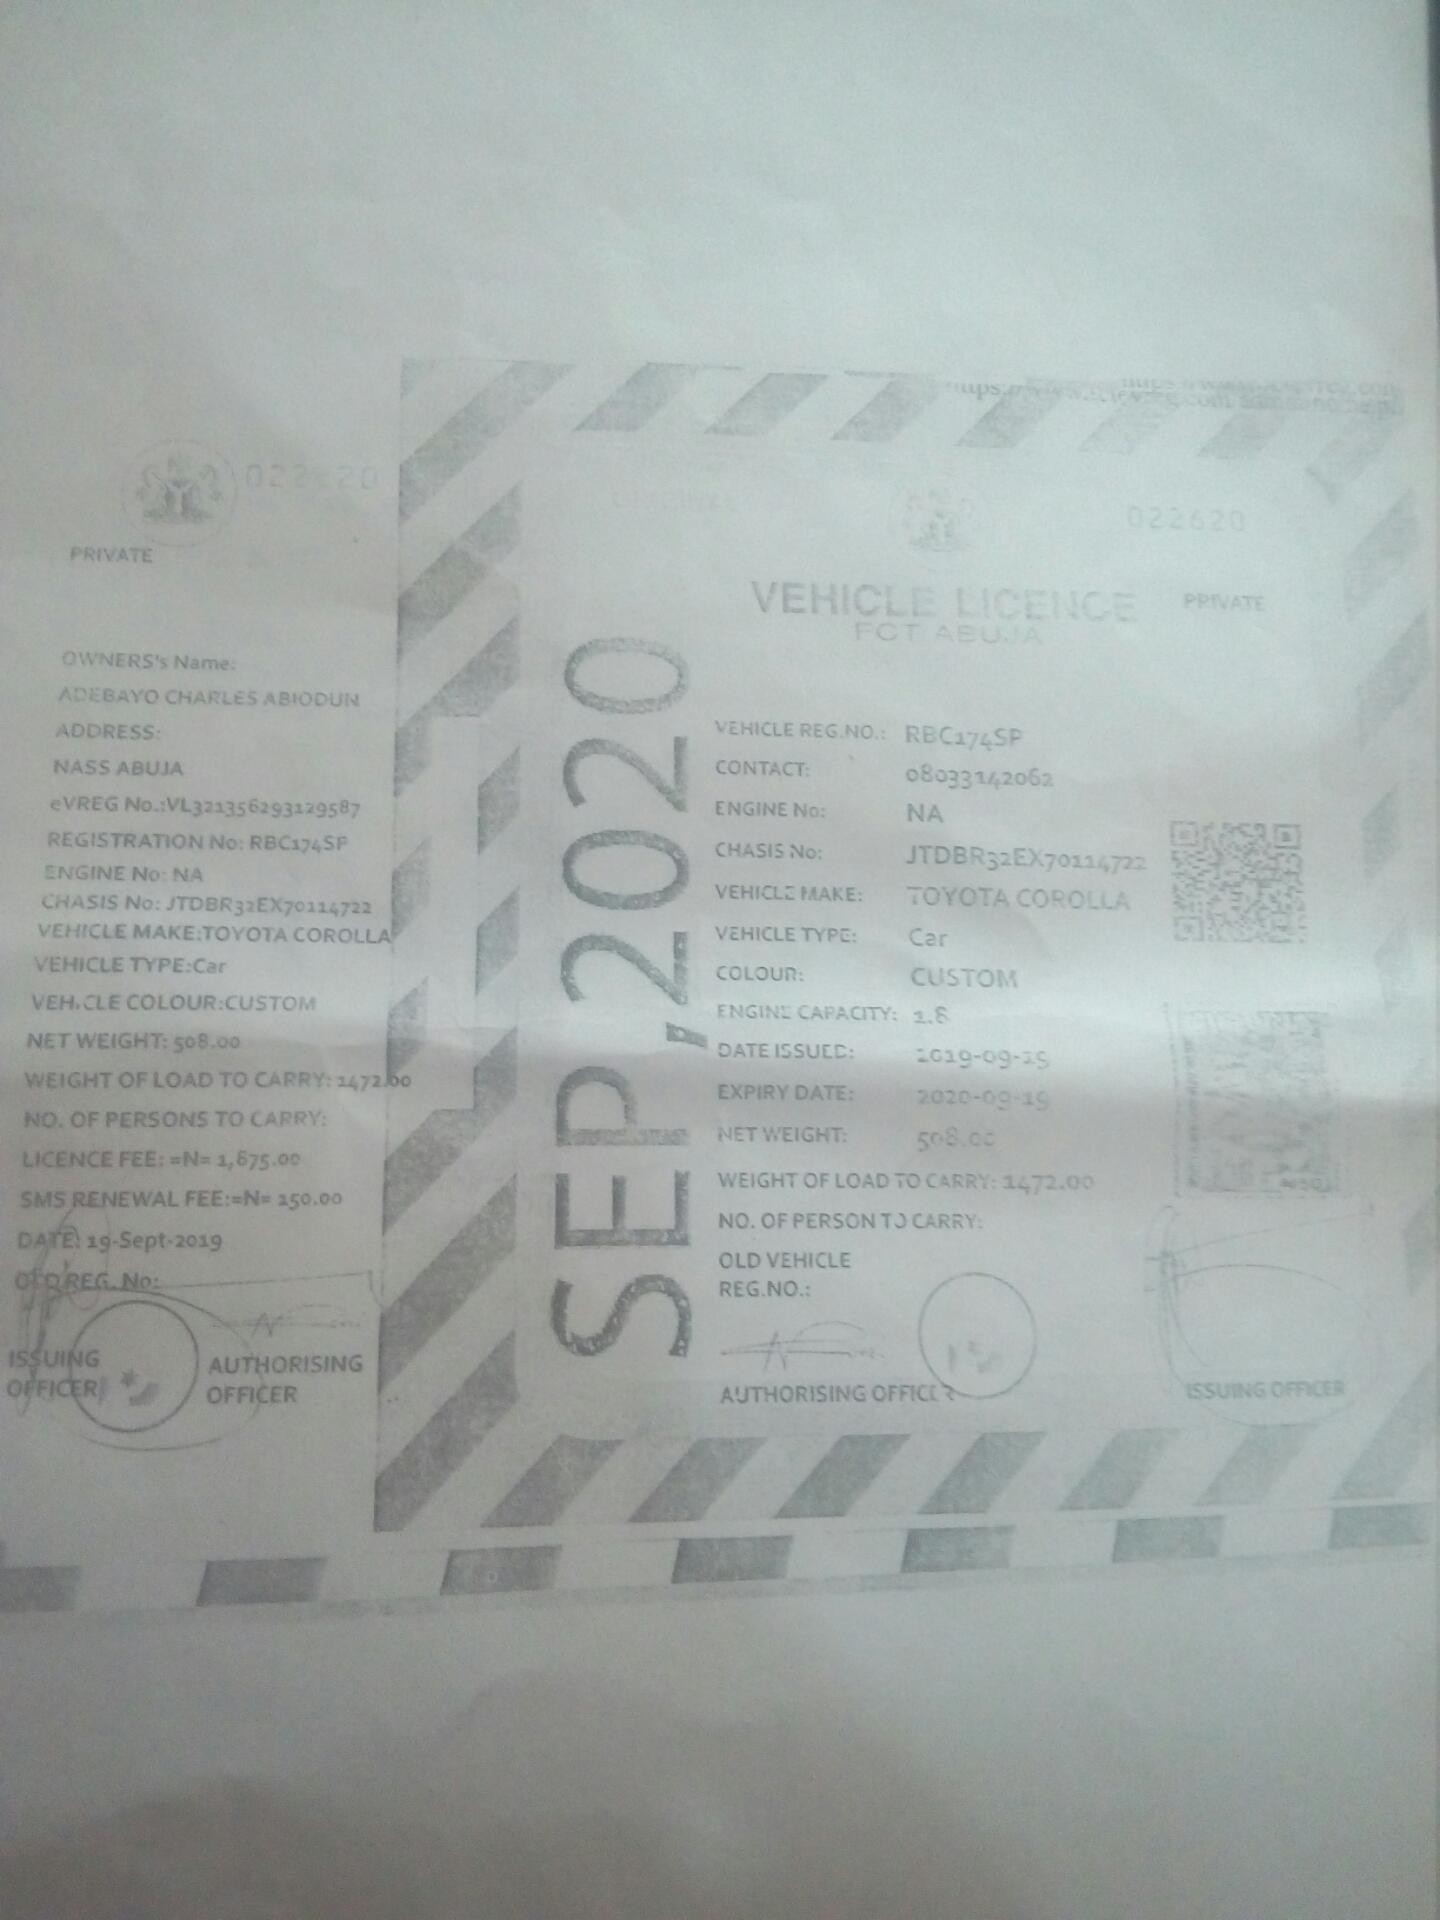 022620
PRIVATE
OWNERS's Name:
ADEBAYO CHARLES ABIODUN
ADDRESS:
NASS ABUJA
eVREG No.:VL321356293129587
REGISTRATION No: RBC174SP
ENGINE No: NA
CHASIS No: JTDBR32EX70114722
VEHICLE MAKE:TOYOTA COROLLA
VEHICLE TYPE:Car
VEHICLE COLOUR:CUSTOM
NET WEIGHT: 508.00
WEIGHT OF LOAD TO CARRY: 1472.00
NO. OF PERSONS TO CARRY:
LICENCE FEE: =N= 1,875.00
SMS RENEWAL FEE:=N= 150.00
DATE: 19-Sept-2019
OLD REG. No:
ISSUING OFFICER
AUTHORISING OFFICER
SEP,2020
022620
VEHICLE LICENCE
PRIVATE
FCT ABUJA
VEHICLE REG.NO.: RBC174SP
CONTACT: 08033142062
ENGINE No: NA
CHASIS No: JTDBR32EX70114722
VEHICLE MAKE: TOYOTA COROLLA
VEHICLE TYPE: Car
COLOUR: CUSTOM
ENGINE CAPACITY: 1.8
DATE ISSUED: 2019-09-19
EXPIRY DATE: 2020-09-19
NET WEIGHT: 508.00
WEIGHT OF LOAD TO CARRY: 1472.00
NO. OF PERSON TO CARRY:
OLD VEHICLE
REG.NO.:
AUTHORISING OFFICER
ISSUING OFFICER